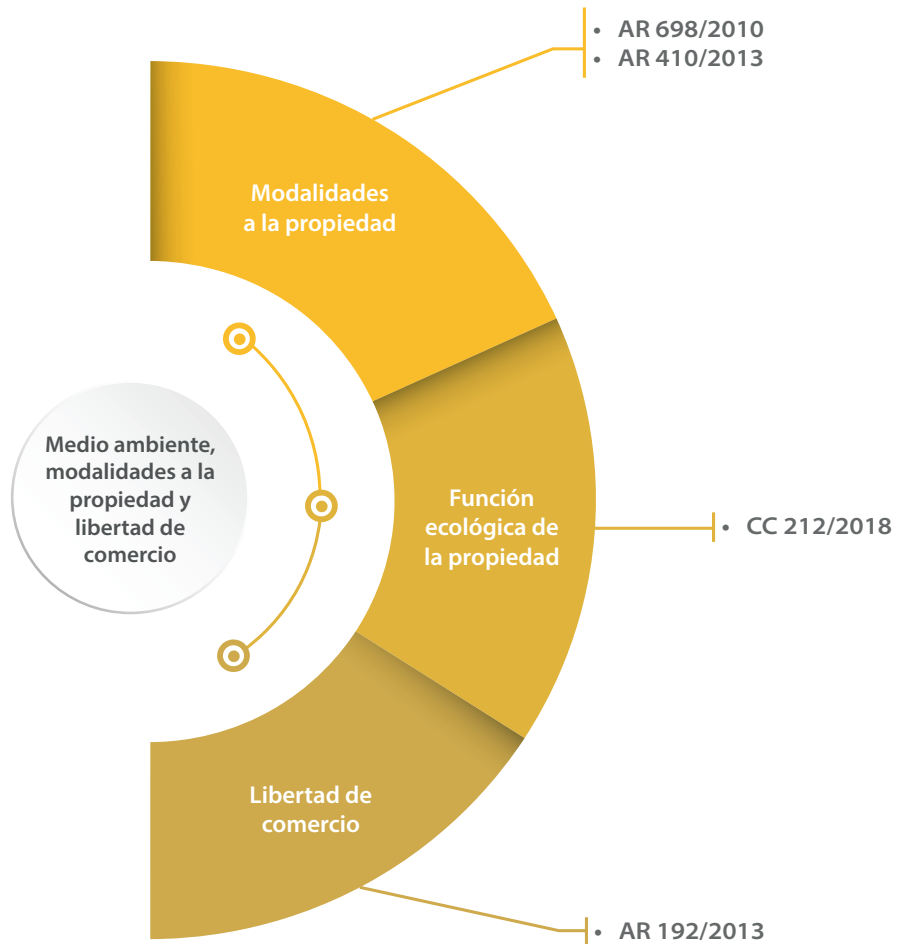 • AR 698/2010
• AR 410/2013
Modalidades
a la propiedad
Medio ambiente,
modalidades a la
propiedad y
libertad de
comercio
Función
ecológica de
la propiedad
• CC 212/2018
Libertad de
comercio
• AR 192/2013